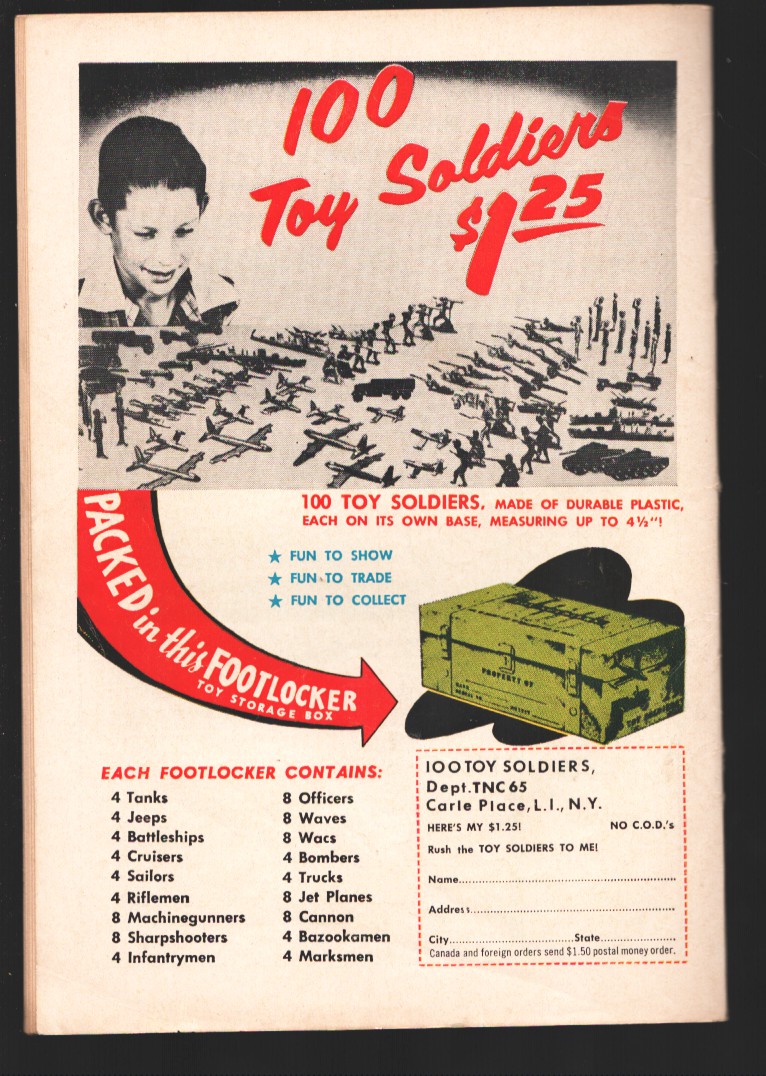 100
Toy Soldiers
$1.25
100 TOY SOLDIERS, MADE OF DURABLE PLASTIC,
EACH ON ITS OWN BASE, MEASURING UP TO 4½"!
★ FUN TO SHOW
★ FUN TO TRADE
★ FUN TO COLLECT
PACKED in this FOOTLOCKER
TOY STORAGE BOX
PROPERTY OF
EACH FOOTLOCKER CONTAINS:
4 Tanks
4 Jeeps
4 Battleships
4 Cruisers
4 Sailors
4 Riflemen
8 Machinegunners
8 Sharpshooters
4 Infantrymen
8 Officers
8 Waves
8 Wacs
4 Bombers
4 Trucks
8 Jet Planes
8 Cannon
4 Bazookamen
4 Marksmen
100 TOY SOLDIERS,
Dept. TNC 65
Carle Place, L.I., N.Y.
HERE'S MY $1.25! NO C.O.D.'s
Rush the TOY SOLDIERS TO ME!
Name
Address
City State
Canada and foreign orders send $1.50 postal money order.